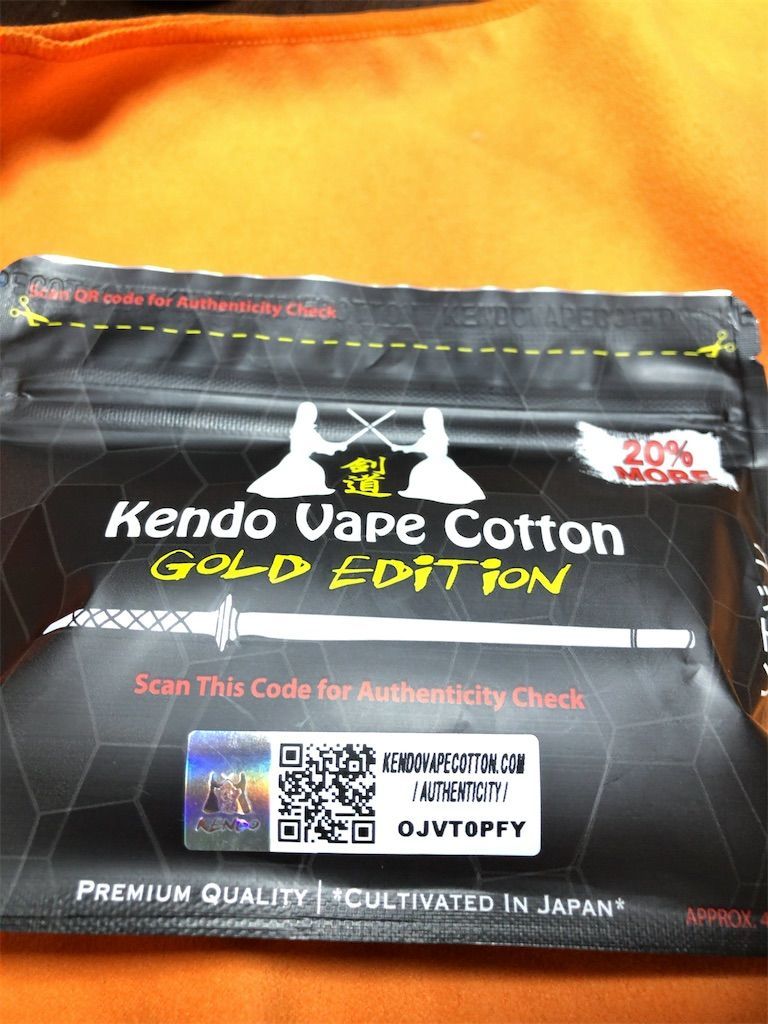 Scan QR code for Authenticity Check
20%
MORE
剣道
Kendo Vape Cotton
GOLD EDITION
Scan This Code for Authenticity Check
KENDOVAPECOTTON.COM
/ AUTHENTICITY /
KENDO
OJVT0PFY
PREMIUM QUALITY | *CULTIVATED IN JAPAN*
APPROX. 4